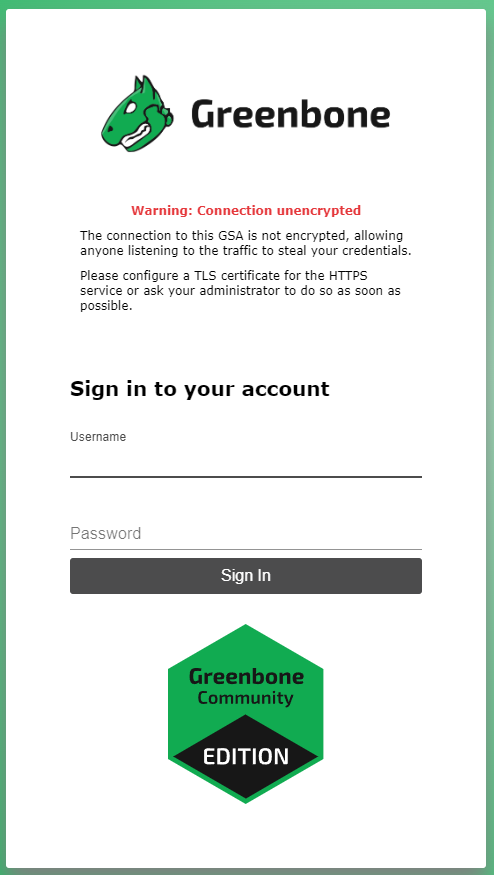 Greenbone
Warning: Connection unencrypted
The connection to this GSA is not encrypted, allowing
anyone listening to the traffic to steal your credentials.
Please configure a TLS certificate for the HTTPS
service or ask your administrator to do so as soon as
possible.
Sign in to your account
Username
Password
Sign In
Greenbone
Community
EDITION